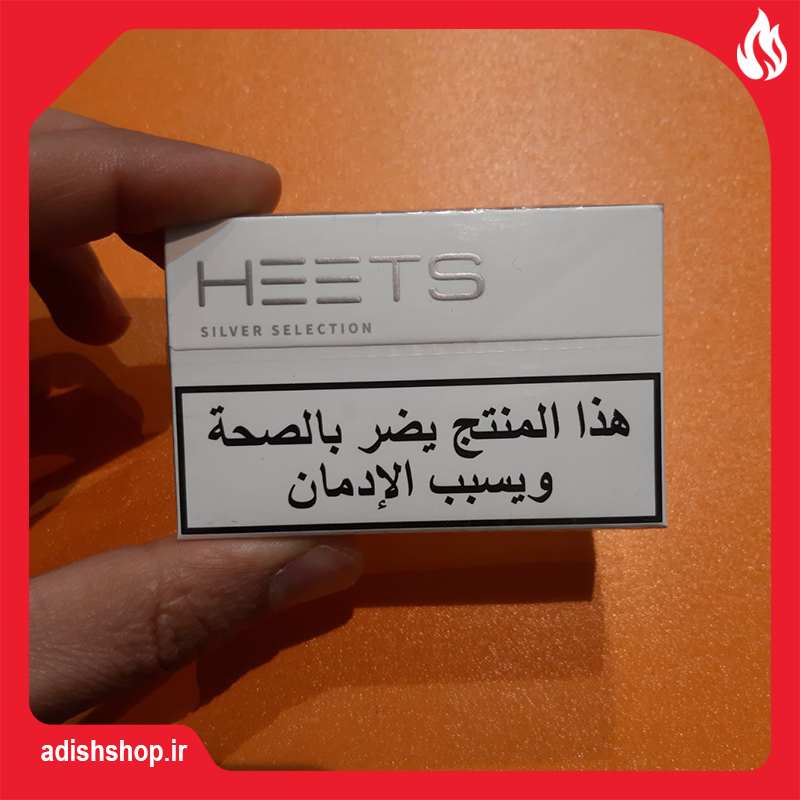 HEETS
SILVER SELECTION
هذا المنتج يضر بالصحة
ويسبب الإدمان
adishshop.ir